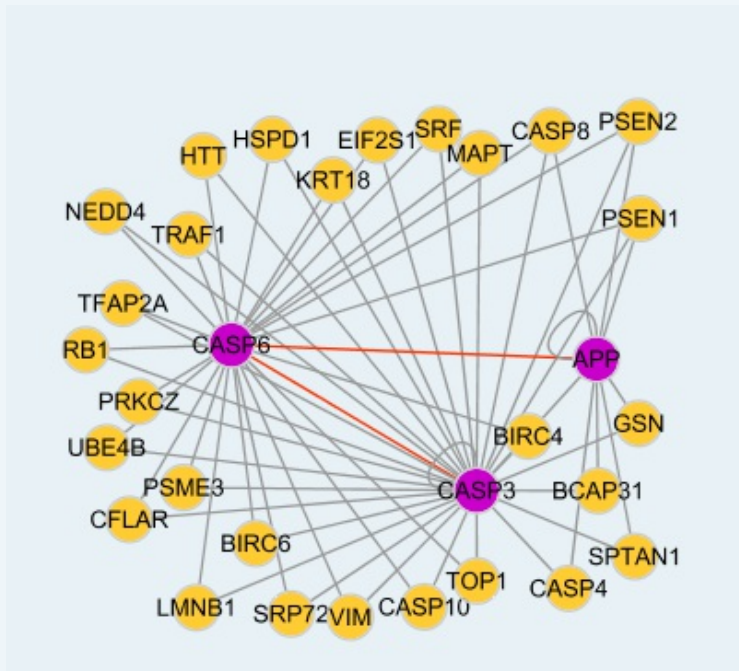 PSEN2
SRF
CASP8
HSPD1
EIF2S1
MAPT
HTT
KRT18
NEDD4
PSEN1
TRAF1
TFAP2A
RB1
CASP6
APP
PRKCZ
GSN
BIRC4
UBE4B
PSME3
CASP3
BCAP31
CFLAR
BIRC6
SPTAN1
TOP1
CASP4
LMNB1
SRP72
VIM
CASP10